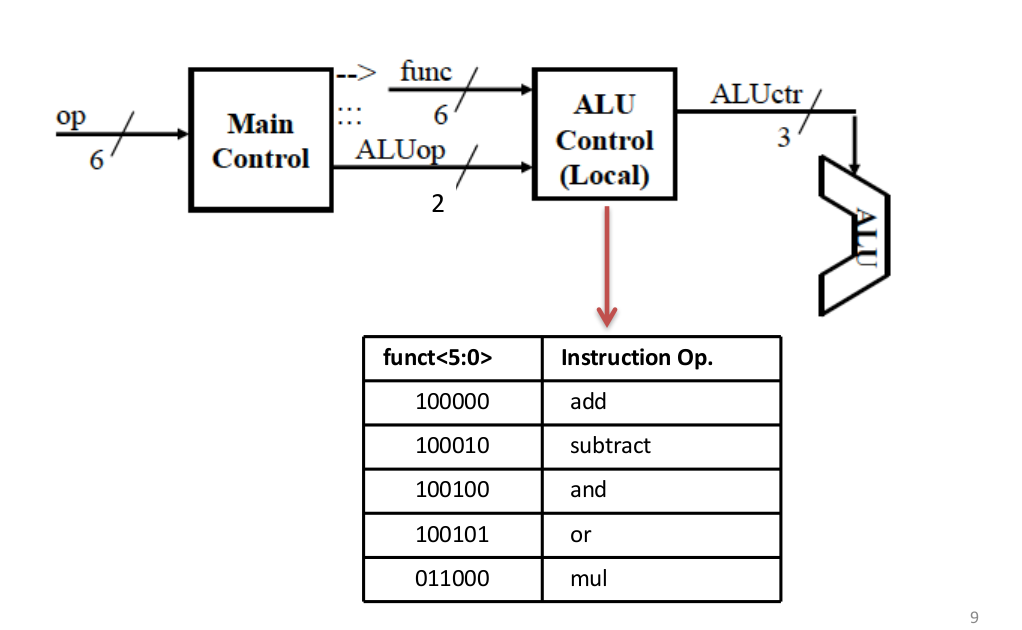 op
6
Main
Control
--> func
6
:::
ALUop
2
ALU
Control
(Local)
ALUctr
3
ALU
funct<5:0> Instruction Op.
100000 add
100010 subtract
100100 and
100101 or
011000 mul
9